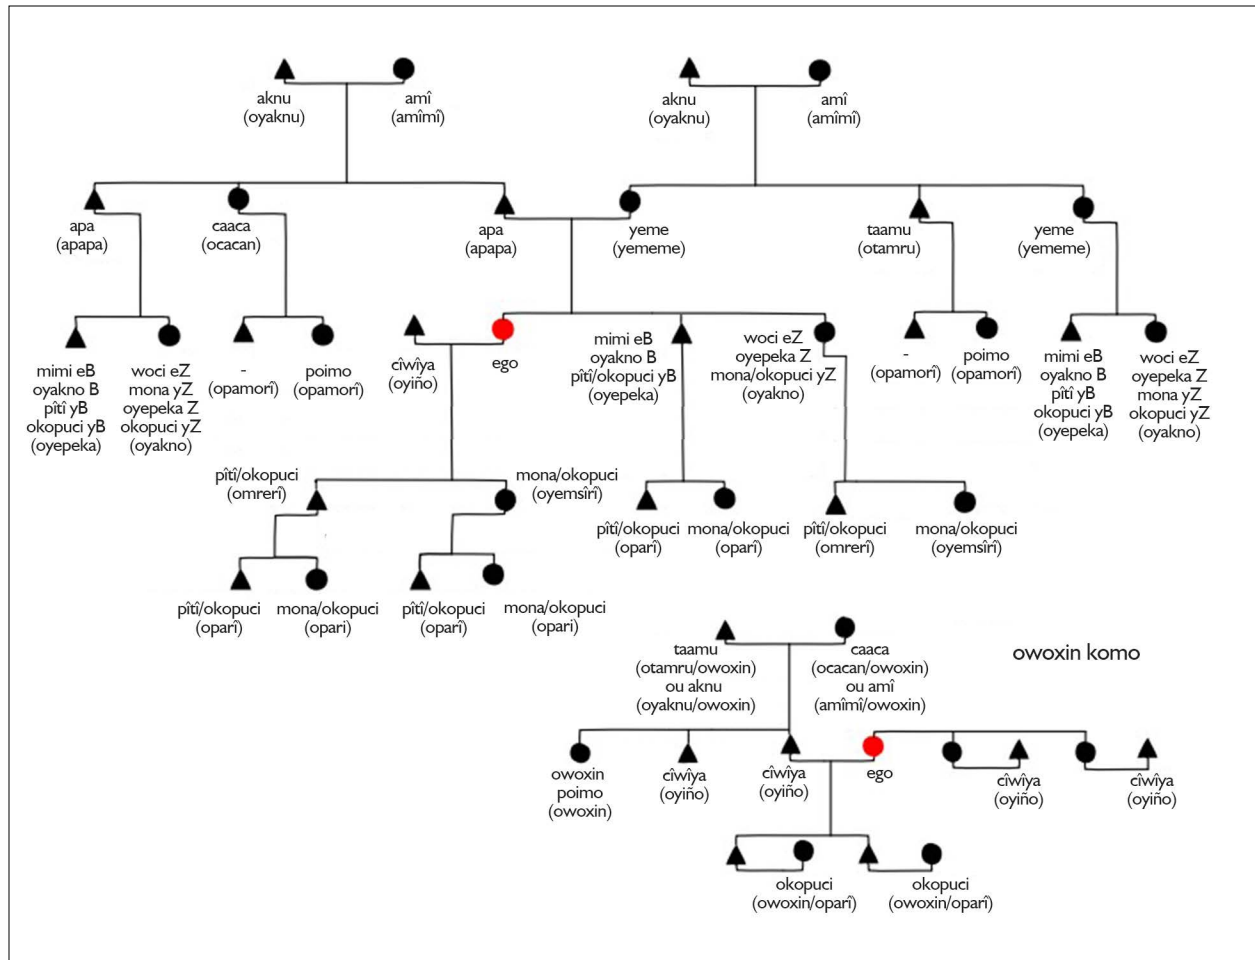 aknu
(oyaknu)
amî
(amîmî)
aknu
(oyaknu)
amî
(amîmî)
apa
(apapa)
caaca
(ocacan)
apa
(apapa)
yeme
(yememe)
taamu
(otamru)
yeme
(yememe)
mimi eB
oyakno B
pîtî yB
okopuci yB
(oyepeka)
woci eZ
mona yZ
oyepeka Z
okopuci yZ
(oyakno)
-
(opamorî)
poimo
(opamorî)
cîwîya
(oyiño)
ego
mimi eB
oyakno B
pîtî/okopuci yB
(oyepeka)
woci eZ
oyepeka Z
mona/okopuci yZ
(oyakno)
-
(opamorî)
poimo
(opamorî)
mimi eB
oyakno B
pîtî yB
okopuci yB
(oyepeka)
woci eZ
oyepeka Z
mona yZ
okopuci yZ
(oyakno)
pîtî/okopuci
(omrerî)
mona/okopuci
(oyemsîrî)
pîtî/okopuci
(oparî)
mona/okopuci
(oparî)
pîtî/okopuci
(omrerî)
mona/okopuci
(oyemsîrî)
pîtî/okopuci
(oparî)
mona/okopuci
(opari)
pîtî/okopuci
(oparî)
mona/okopuci
(opari)
owoxin komo
taamu
(otamru/owoxin)
ou aknu
(oyaknu/owoxin)
caaca
(ocacan/owoxin)
ou amî
(amîmî/owoxin)
owoxin
poimo
(owoxin)
cîwîya
(oyiño)
cîwîya
(oyiño)
ego
cîwîya
(oyiño)
cîwîya
(oyiño)
okopuci
(owoxin/oparî)
okopuci
(owoxin/oparî)